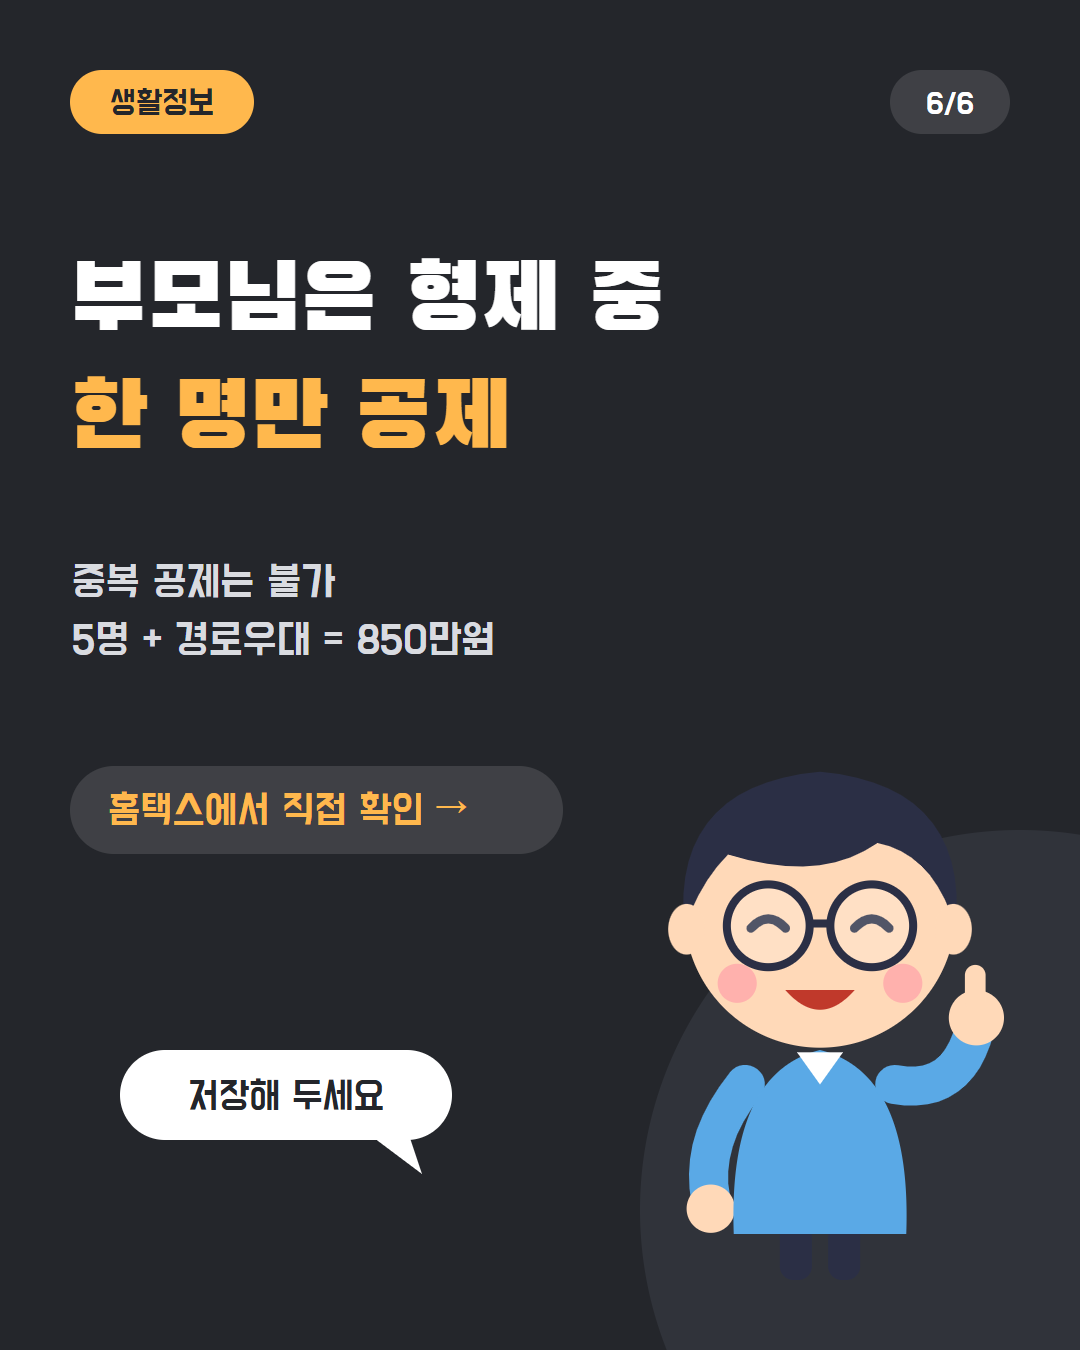 생활정보
6/6
부모님은 형제 중
한 명만 공제
중복 공제는 불가
5명 + 경로우대 = 850만원
홈택스에서 직접 확인 →
저장해 두세요